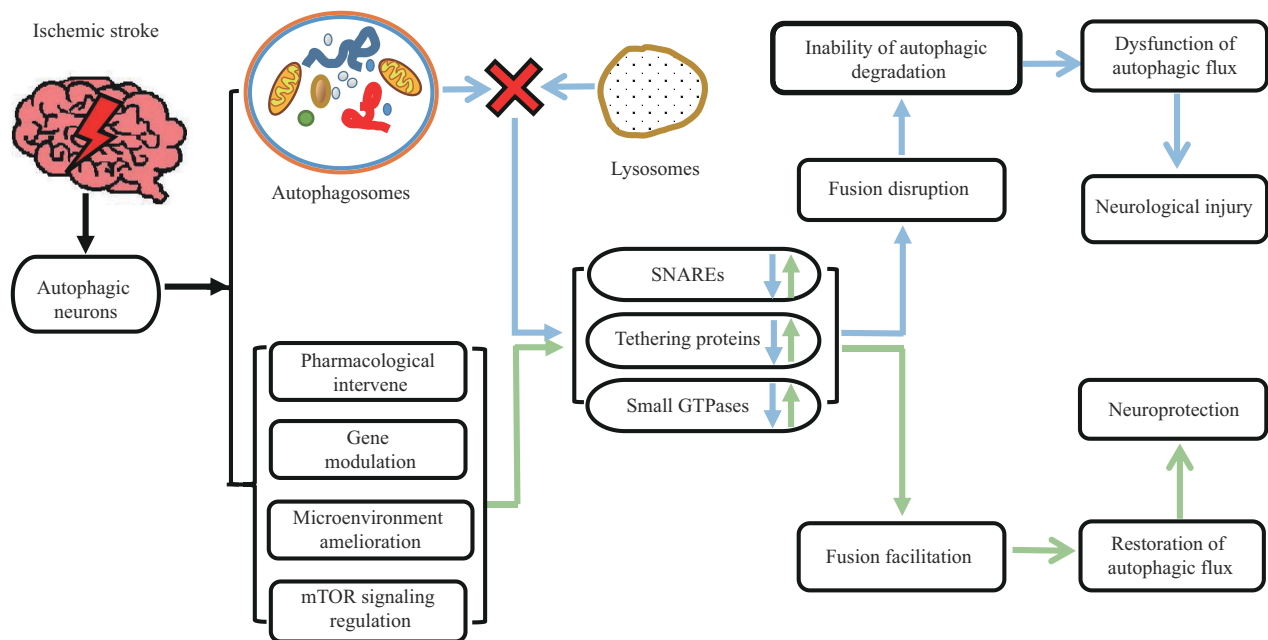 Ischemic stroke
Autophagic
neurons
Autophagosomes
Lysosomes
Pharmacological
intervene
Gene
modulation
Microenvironment
amelioration
mTOR signaling
regulation
SNAREs
Tethering proteins
Small GTPases
Inability of autophagic
degradation
Dysfunction of
autophagic flux
Fusion disruption
Neurological injury
Neuroprotection
Fusion facilitation
Restoration of
autophagic flux